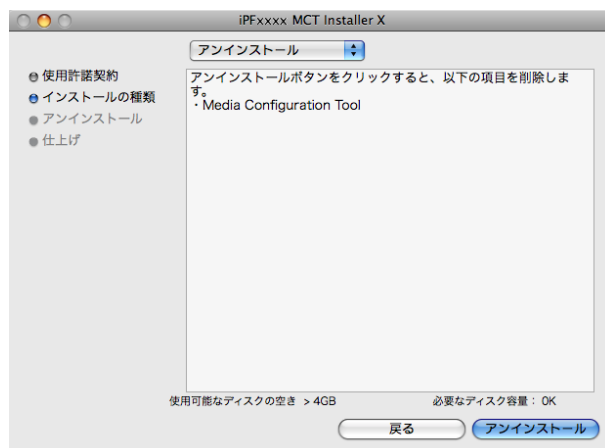 iPFxxxx MCT Installer X
アンインストール
使用許諾契約
インストールの種類
アンインストール
仕上げ
アンインストールボタンをクリックすると、以下の項目を削除しま
す。
・Media Configuration Tool
使用可能なディスクの空き > 4GB
必要なディスク容量： 0K
戻る
アンインストール